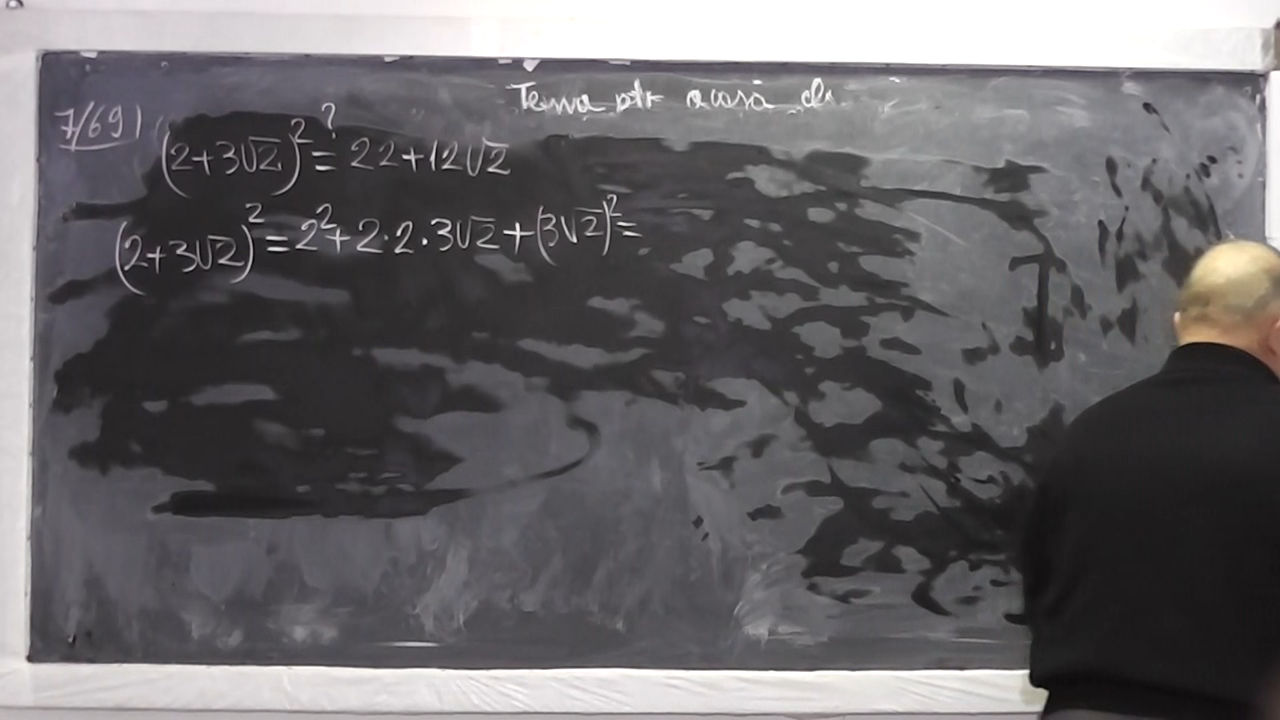 Tema ptr acasă
7/69)
(2+3√2)² ?= 22+12√2
(2+3√2)² = 2²+2·2·3√2+(3√2)²=